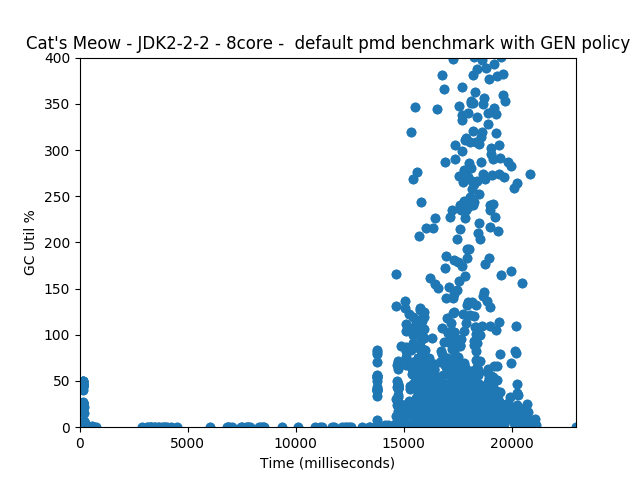 Cat's Meow - JDK2-2-2 - 8core -  default pmd benchmark with GEN policy
400
350
300
250
200
150
100
50
0
GC Util %
0 5000 10000 15000 20000
Time (milliseconds)